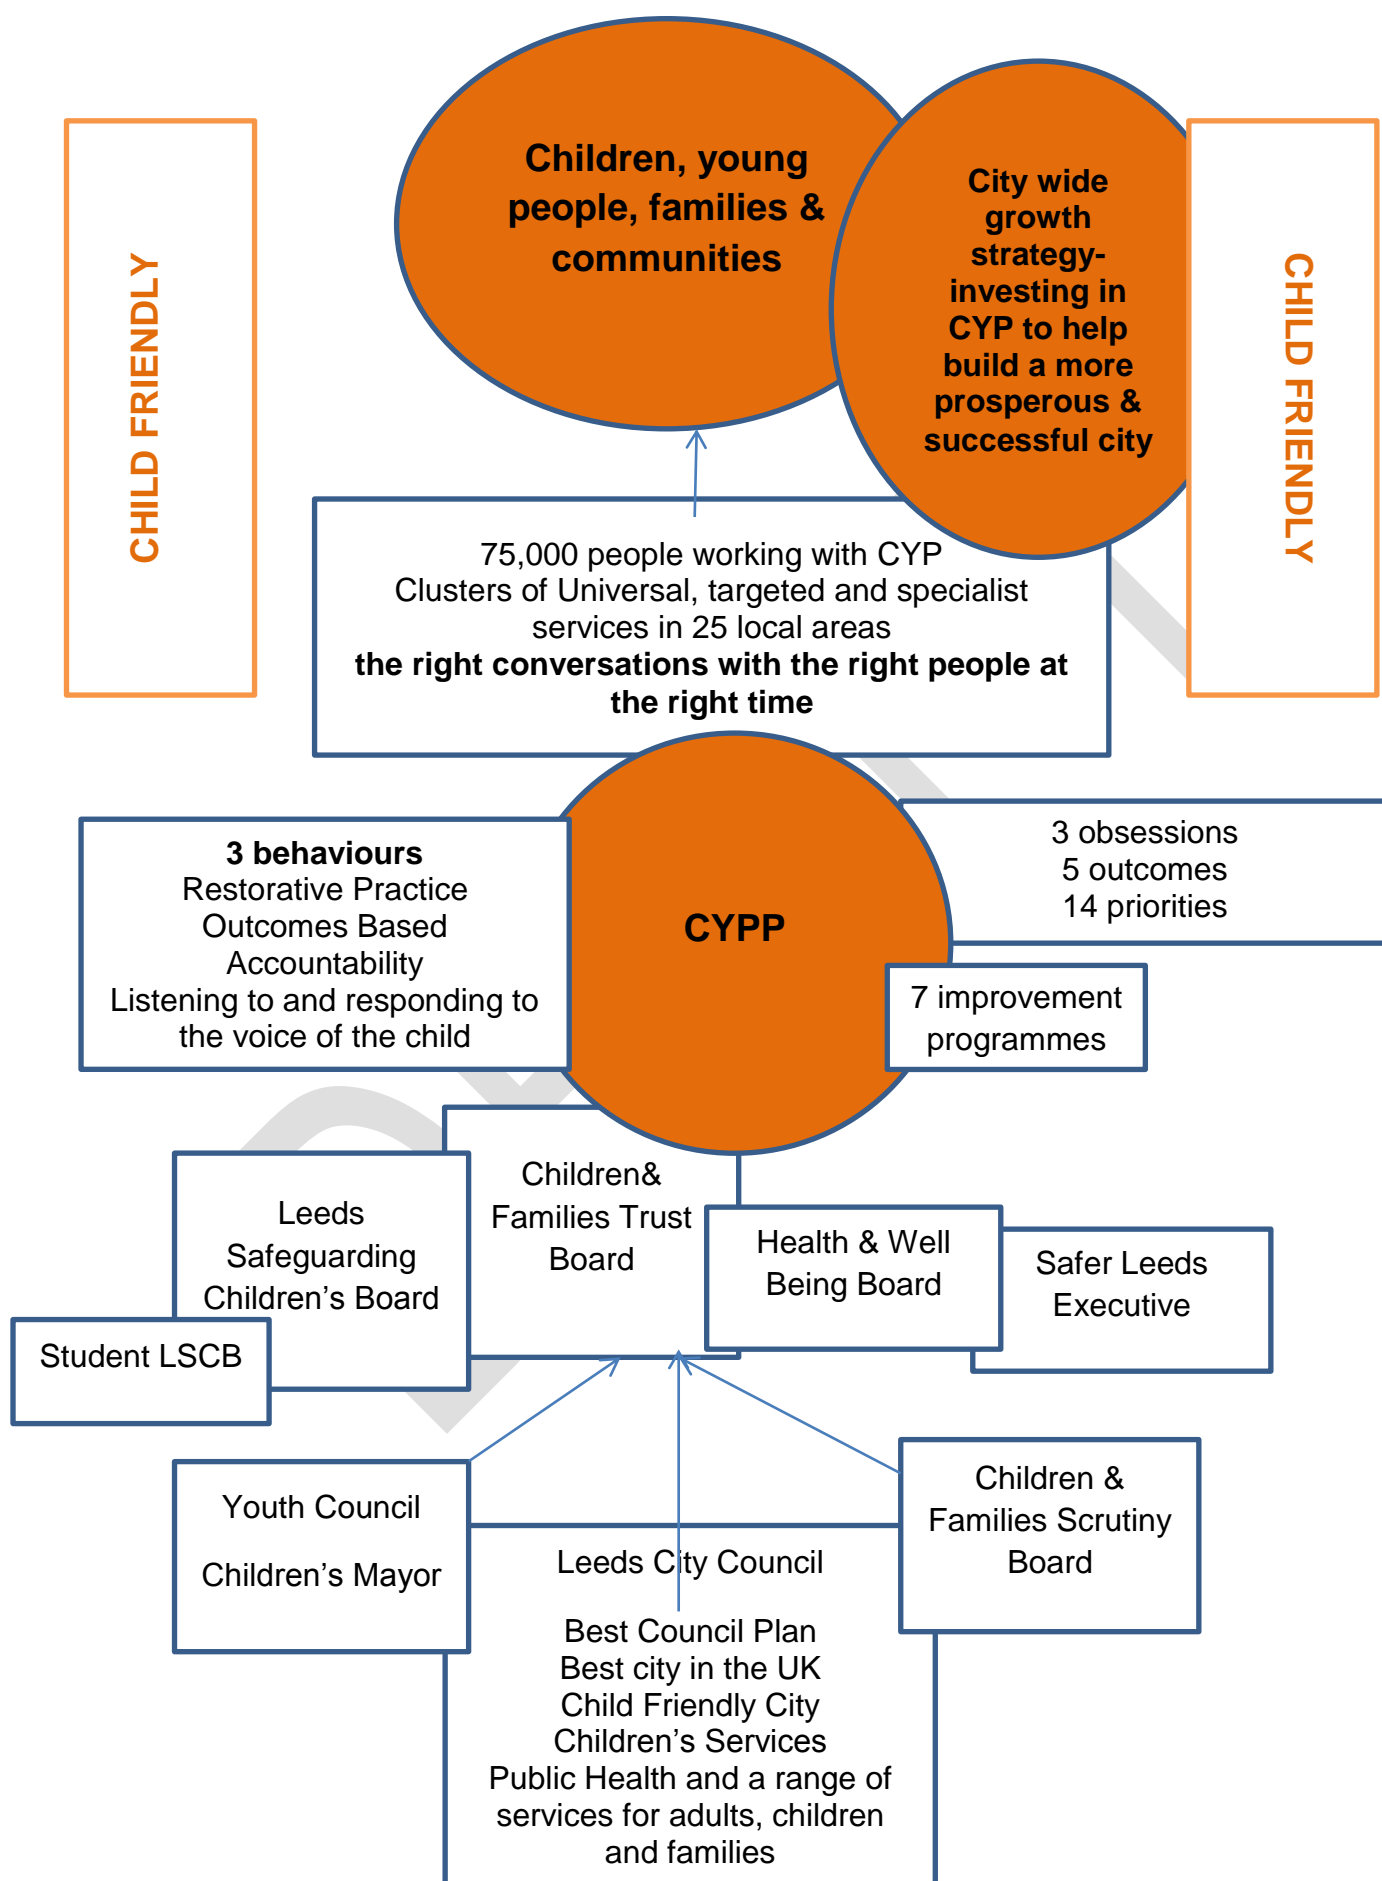 Children, young
people, families &
communities
City wide
growth
strategy-
investing in
CYP to help
build a more
prosperous &
successful city
CHILD FRIENDLY
CHILD FRIENDLY
75,000 people working with CYP
Clusters of Universal, targeted and specialist
services in 25 local areas
the right conversations with the right people at
the right time
3 behaviours
Restorative Practice
Outcomes Based
Accountability
Listening to and responding to
the voice of the child
CYPP
3 obsessions
5 outcomes
14 priorities
7 improvement
programmes
Leeds
Safeguarding
Children’s Board
Children&
Families Trust
Board
Health & Well
Being Board
Safer Leeds
Executive
Student LSCB
Youth Council
Children’s Mayor
Children &
Families Scrutiny
Board
Leeds City Council
Best Council Plan
Best city in the UK
Child Friendly City
Children’s Services
Public Health and a range of
services for adults, children
and families